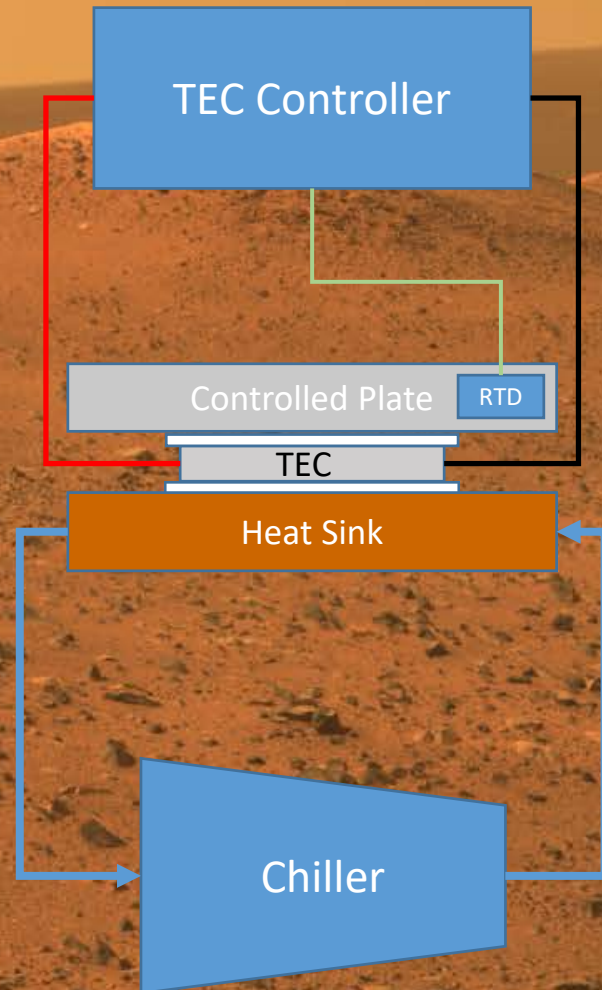 TEC Controller
Controlled Plate
RTD
TEC
Heat Sink
Chiller